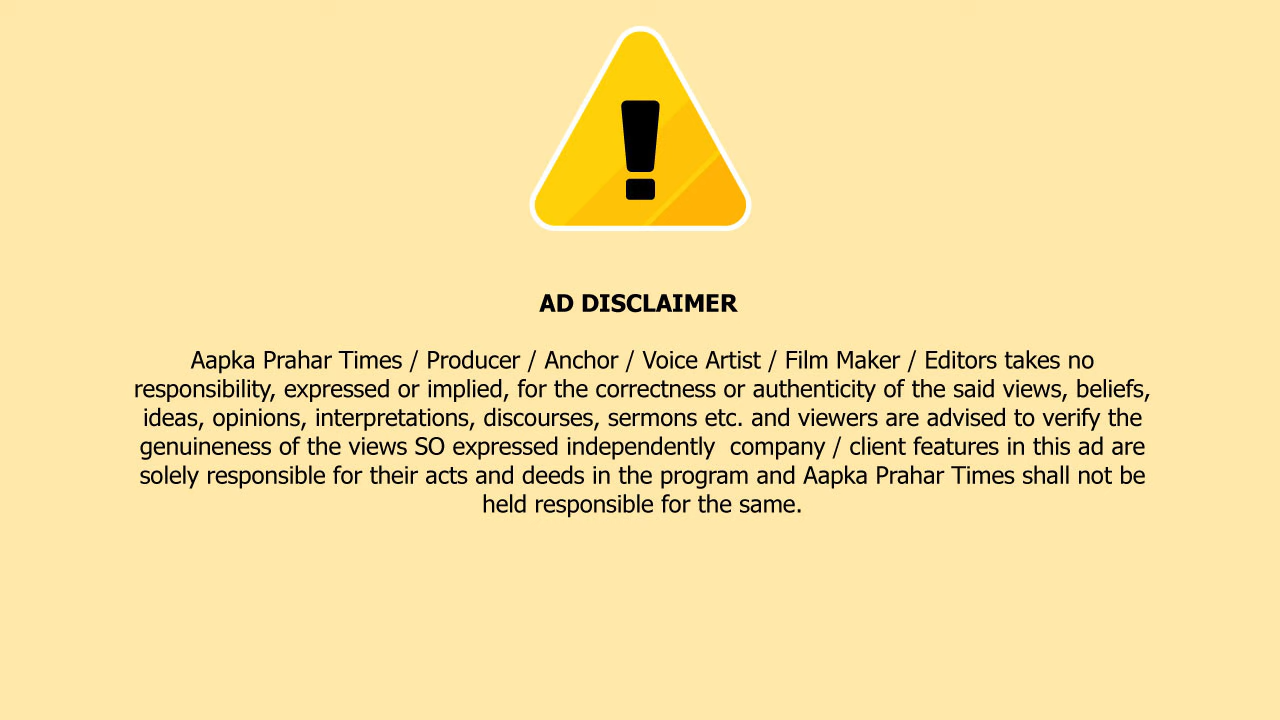 AD DISCLAIMER
Aapka Prahar Times / Producer / Anchor / Voice Artist / Film Maker / Editors takes no
responsibility, expressed or implied, for the correctness or authenticity of the said views, beliefs,
ideas, opinions, interpretations, discourses, sermons etc. and viewers are advised to verify the
genuineness of the views SO expressed independently  company / client features in this ad are
solely responsible for their acts and deeds in the program and Aapka Prahar Times shall not be
held responsible for the same.